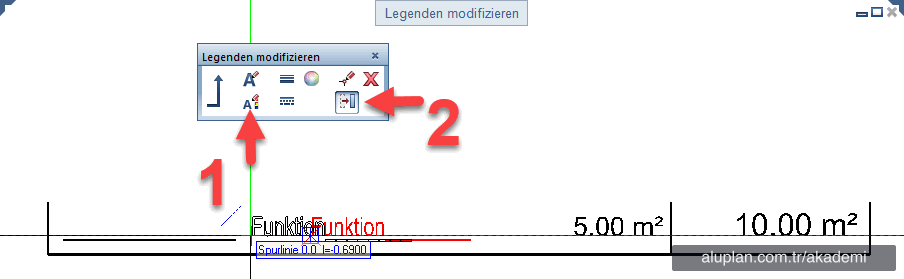 Legenden modifizieren
Legenden modifizieren
1
2
Funktion Funktion
5.00 m² 10.00 m²
Spurlinie 0.0 l=-0.6900
aluplan.com.tr/akademi